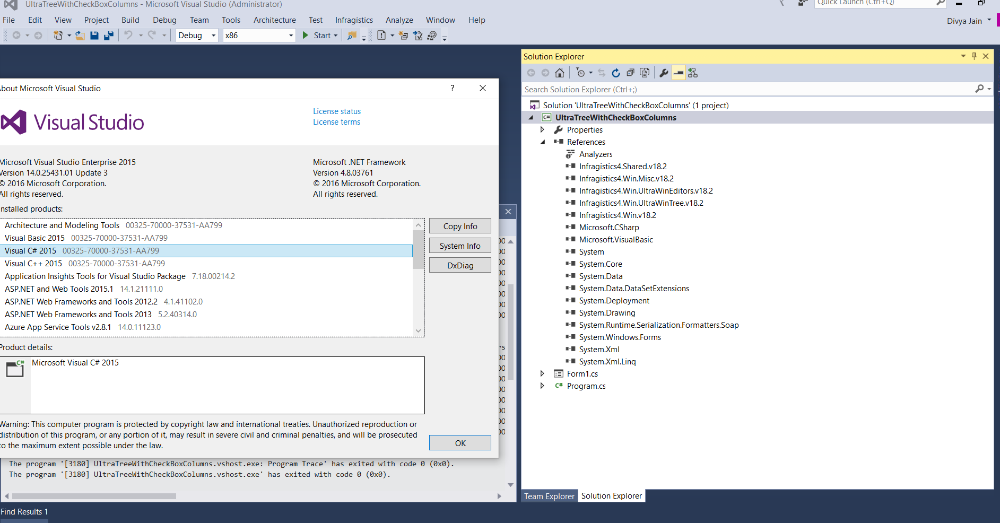 UltraTreeWithCheckBoxColumns - Microsoft Visual Studio (Administrator)
Quick Launch (Ctrl+Q)
File Edit View Project Build Debug Team Tools Architecture Test Infragistics Analyze Window Help
Divya Jain
Debug x86 Start
About Microsoft Visual Studio
?
Visual Studio
License status
License terms
Microsoft Visual Studio Enterprise 2015
Version 14.0.25431.01 Update 3
© 2016 Microsoft Corporation.
All rights reserved.
Microsoft .NET Framework
Version 4.8.03761
© 2016 Microsoft Corporation.
All rights reserved.
Installed products:
Architecture and Modeling Tools 00325-70000-37531-AA799
Visual Basic 2015 00325-70000-37531-AA799
Visual C# 2015 00325-70000-37531-AA799
Visual C++ 2015 00325-70000-37531-AA799
Application Insights Tools for Visual Studio Package 7.18.00214.2
ASP.NET and Web Tools 2015.1 14.1.21111.0
ASP.NET Web Frameworks and Tools 2012.2 4.1.41102.0
ASP.NET Web Frameworks and Tools 2013 5.2.40314.0
Azure App Service Tools v2.8.1 14.0.11123.0
Copy Info
System Info
DxDiag
Product details:
C#
Microsoft Visual C# 2015
Warning: This computer program is protected by copyright law and international treaties. Unauthorized reproduction or
distribution of this program, or any portion of it, may result in severe civil and criminal penalties, and will be prosecuted
to the maximum extent possible under the law.
OK
The program '[3180] UltraTreeWithCheckBoxColumns.vshost.exe: Program Trace' has exited with code 0 (0x0).
The program '[3180] UltraTreeWithCheckBoxColumns.vshost.exe' has exited with code 0 (0x0).
Find Results 1
Solution Explorer
Search Solution Explorer (Ctrl+;)
Solution 'UltraTreeWithCheckBoxColumns' (1 project)
C# UltraTreeWithCheckBoxColumns
Properties
References
Analyzers
Infragistics4.Shared.v18.2
Infragistics4.Win.Misc.v18.2
Infragistics4.Win.UltraWinEditors.v18.2
Infragistics4.Win.UltraWinTree.v18.2
Infragistics4.Win.v18.2
Microsoft.CSharp
Microsoft.VisualBasic
System
System.Core
System.Data
System.Data.DataSetExtensions
System.Deployment
System.Drawing
System.Runtime.Serialization.Formatters.Soap
System.Windows.Forms
System.Xml
System.Xml.Linq
Form1.cs
C# Program.cs
Team Explorer Solution Explorer